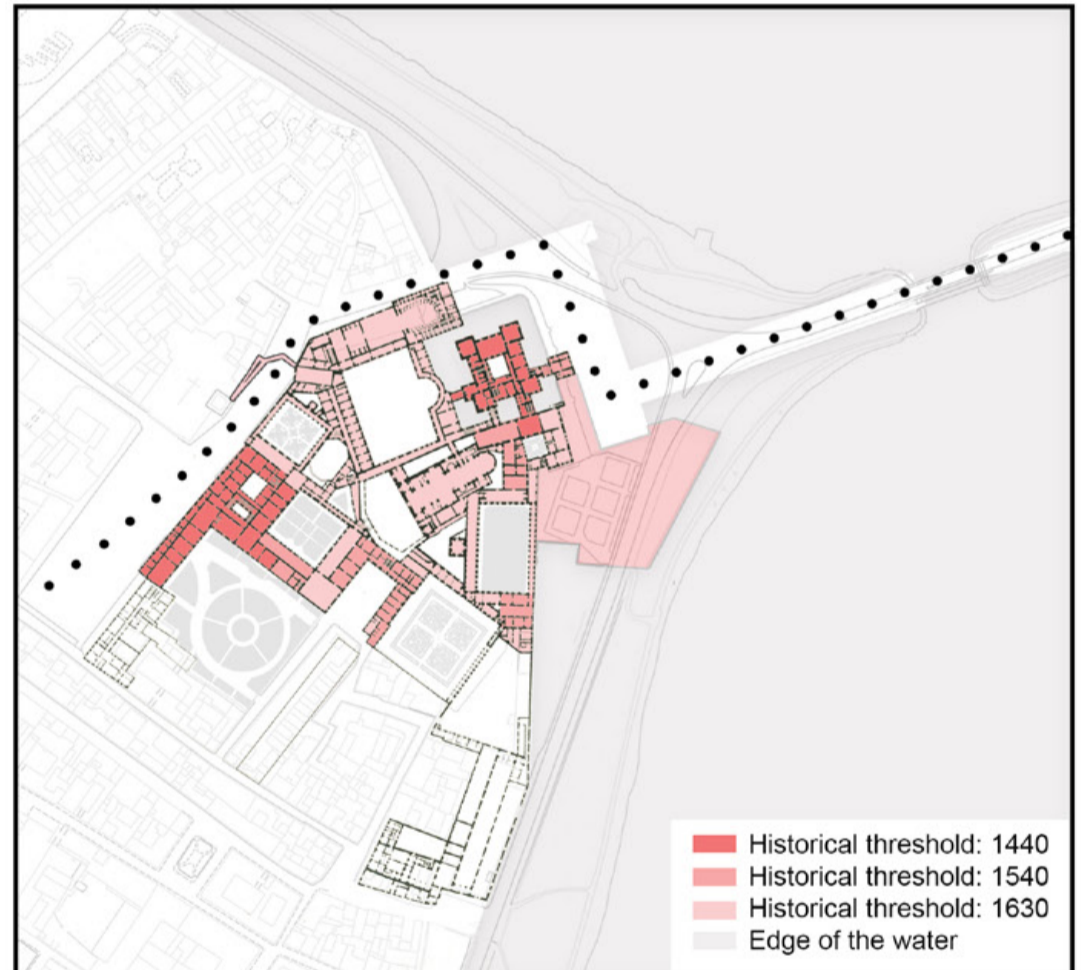 Historical threshold: 1440
Historical threshold: 1540
Historical threshold: 1630
Edge of the water